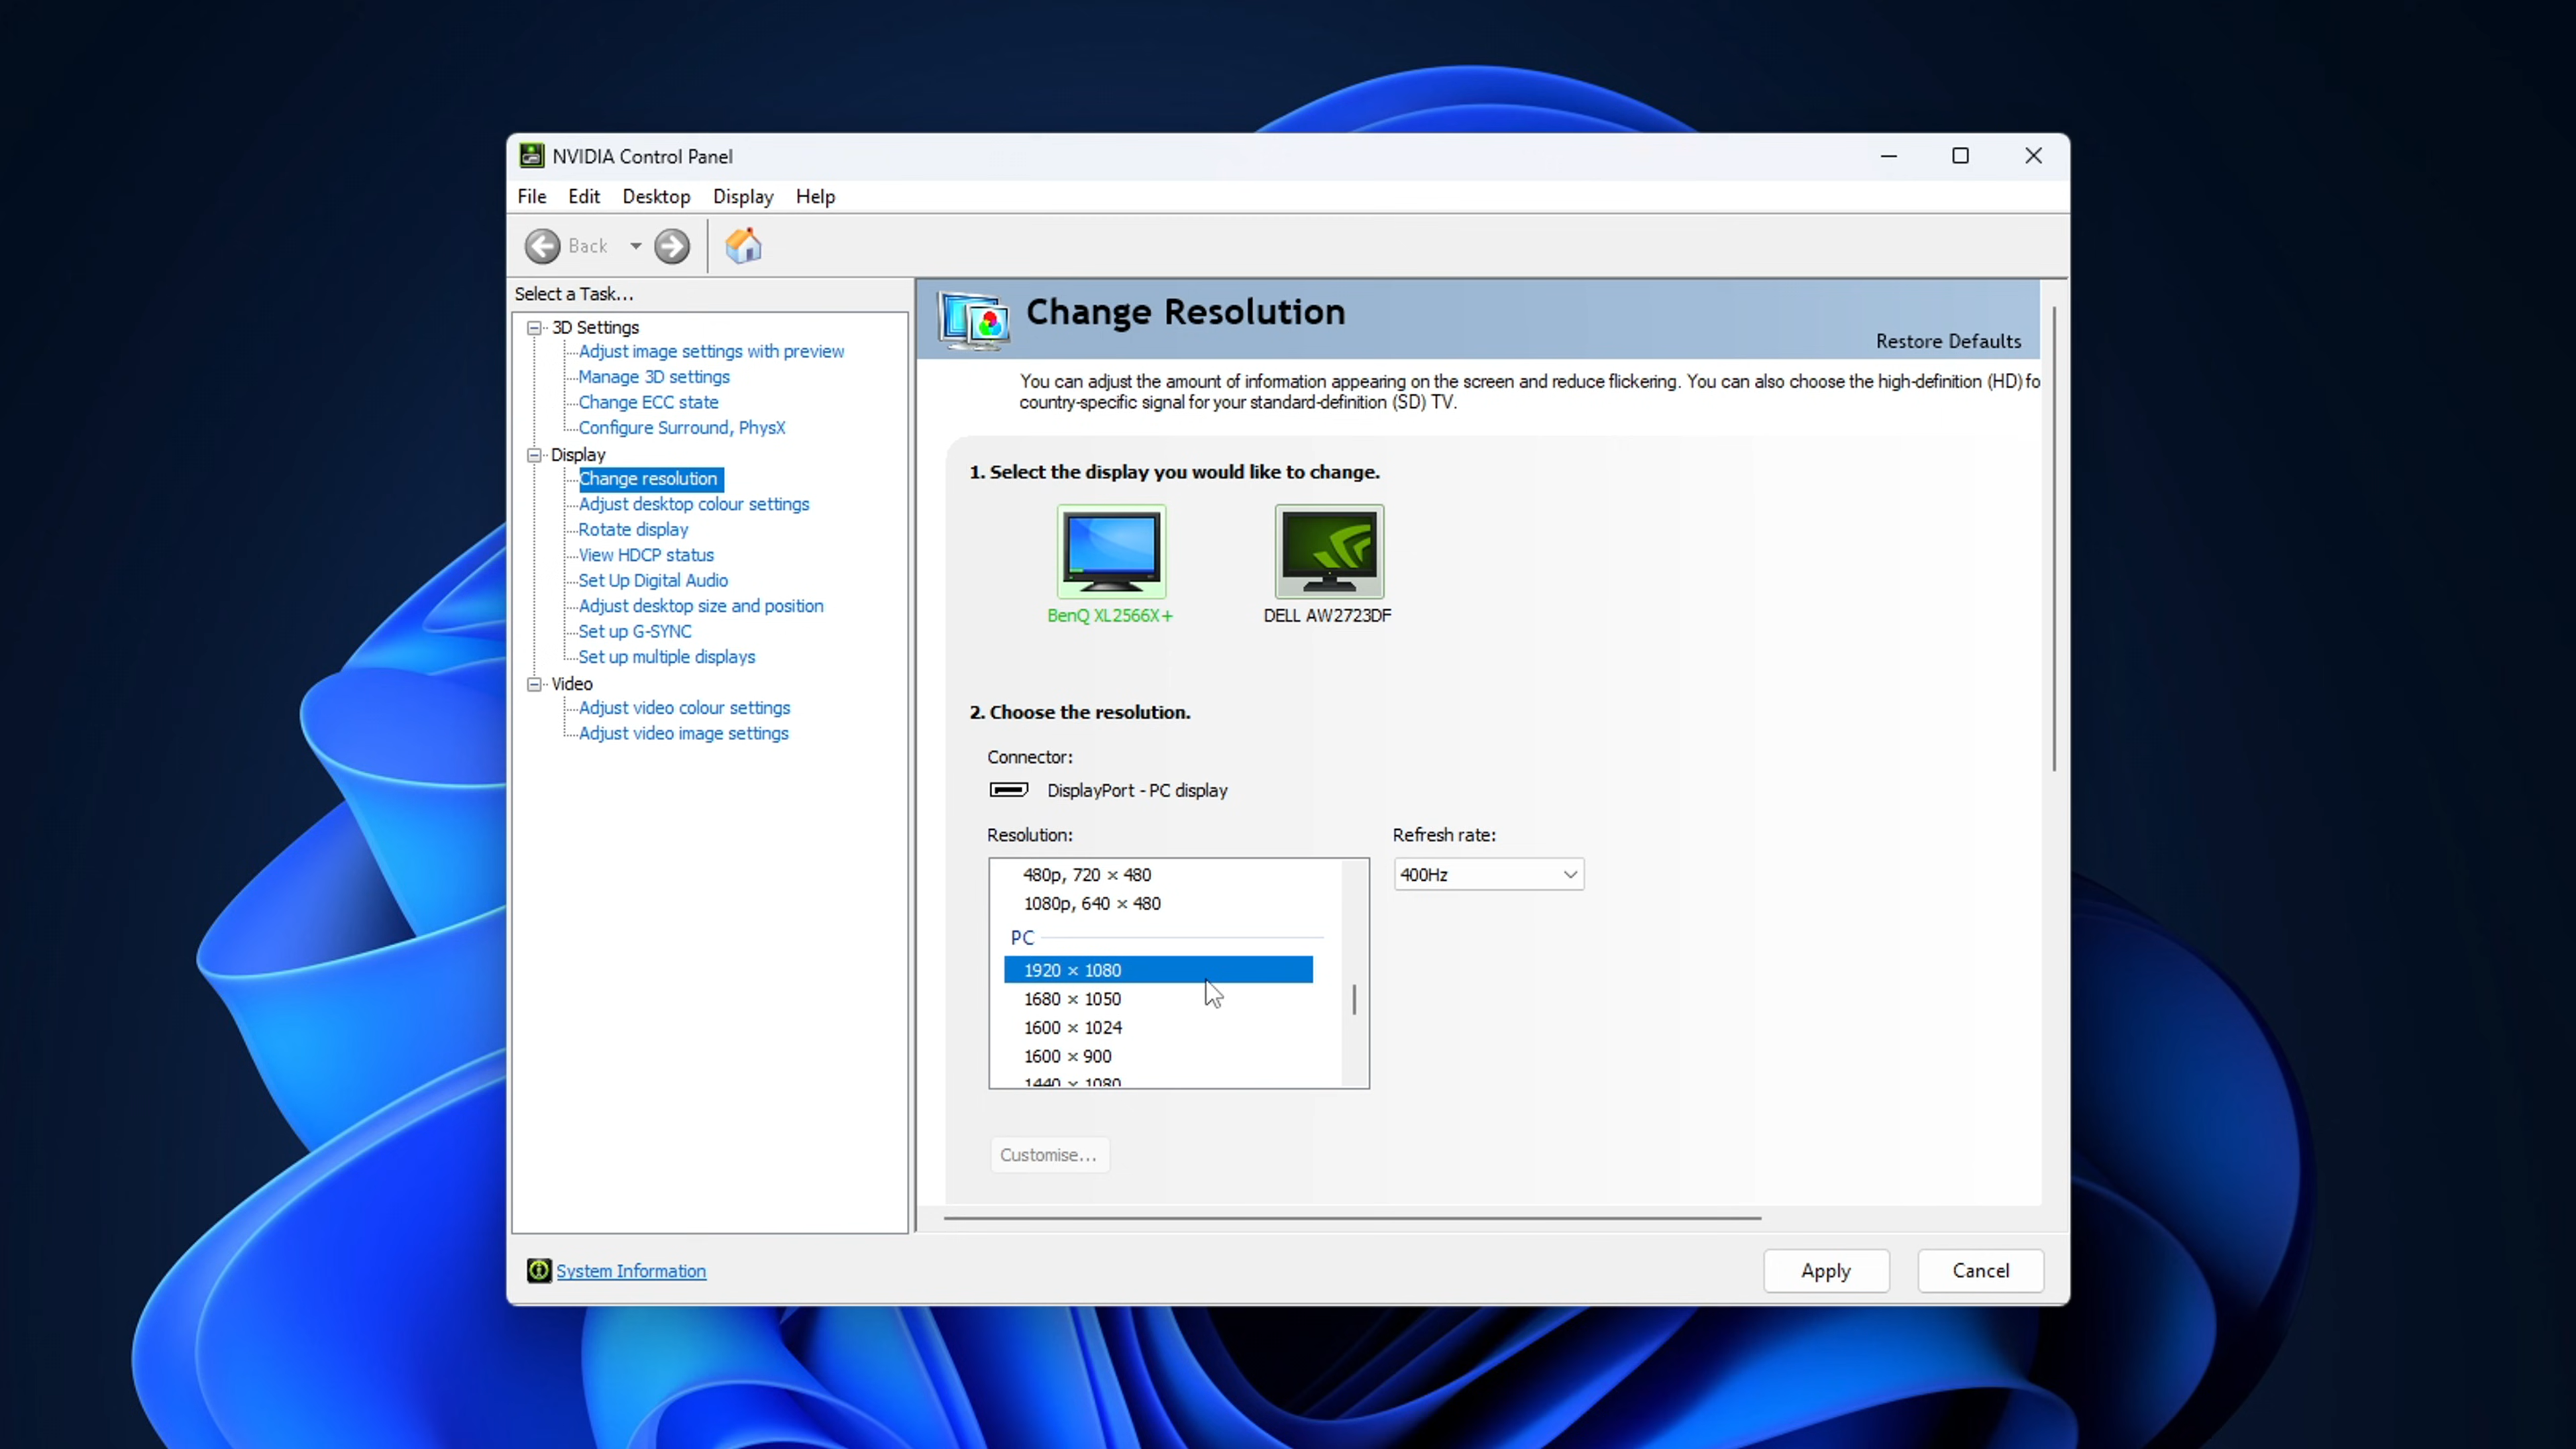 NVIDIA Control Panel
File Edit Desktop Display Help
Back
Select a Task...
3D Settings
Adjust image settings with preview
Manage 3D settings
Change ECC state
Configure Surround, PhysX
Display
Change resolution
Adjust desktop colour settings
Rotate display
View HDCP status
Set Up Digital Audio
Adjust desktop size and position
Set up G-SYNC
Set up multiple displays
Video
Adjust video colour settings
Adjust video image settings
System Information
Change Resolution
Restore Defaults
You can adjust the amount of information appearing on the screen and reduce flickering. You can also choose the high-definition (HD) fo
country-specific signal for your standard-definition (SD) TV.
1. Select the display you would like to change.
BenQ XL2566X+ DELL AW2723DF
2. Choose the resolution.
Connector:
DisplayPort - PC display
Resolution: Refresh rate:
480p, 720 × 480 400Hz
1080p, 640 × 480
PC
1920 × 1080
1680 × 1050
1600 × 1024
1600 × 900
1440 × 1080
Customise...
Apply Cancel